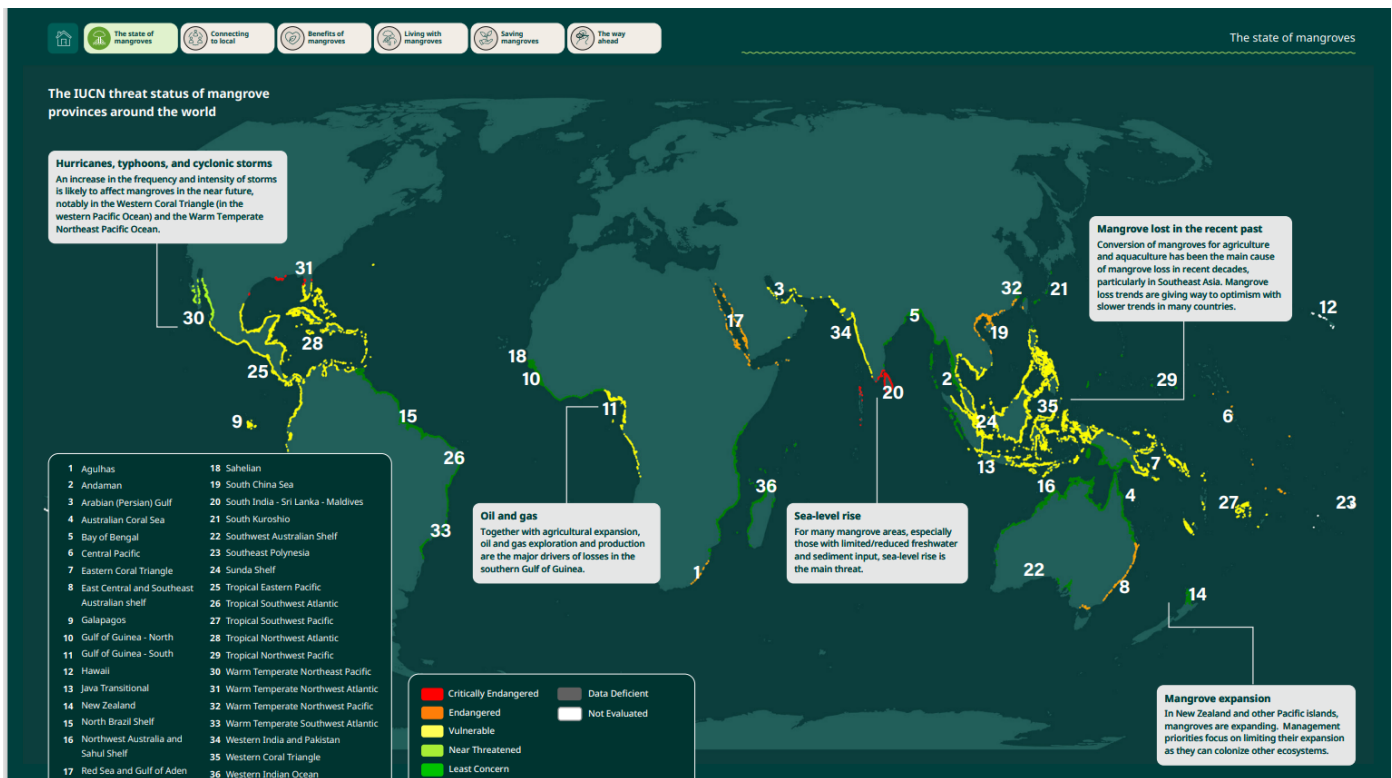 The state of
mangroves
Connecting
to local
Benefits of
mangroves
Living with
mangroves
Saving
mangroves
The way
ahead
The state of mangroves
The IUCN threat status of mangrove
provinces around the world
Hurricanes, typhoons, and cyclonic storms
An increase in the frequency and intensity of storms
is likely to affect mangroves in the near future,
notably in the Western Coral Triangle (in the
western Pacific Ocean) and the Warm Temperate
Northeast Pacific Ocean.
Mangrove lost in the recent past
Conversion of mangroves for agriculture
and aquaculture has been the main cause
of mangrove loss in recent decades,
particularly in Southeast Asia. Mangrove
loss trends are giving way to optimism with
slower trends in many countries.
31
30
28
25
9
15
26
33
18
10
11
17
3
34
5
20
36
1
32
21
19
2
24
35
13
16
29
12
6
7
4
27
23
22
8
14
Oil and gas
Together with agricultural expansion,
oil and gas exploration and production
are the major drivers of losses in the
southern Gulf of Guinea.
Sea-level rise
For many mangrove areas, especially
those with limited/reduced freshwater
and sediment input, sea-level rise is
the main threat.
Mangrove expansion
In New Zealand and other Pacific islands,
mangroves are expanding. Management
priorities focus on limiting their expansion
as they can colonize other ecosystems.
1 Agulhas
2 Andaman
3 Arabian (Persian) Gulf
4 Australian Coral Sea
5 Bay of Bengal
6 Central Pacific
7 Eastern Coral Triangle
8 East Central and Southeast
Australian shelf
9 Galapagos
10 Gulf of Guinea - North
11 Gulf of Guinea - South
12 Hawaii
13 Java Transitional
14 New Zealand
15 North Brazil Shelf
16 Northwest Australia and
Sahul Shelf
17 Red Sea and Gulf of Aden
18 Sahelian
19 South China Sea
20 South India - Sri Lanka - Maldives
21 South Kuroshio
22 Southwest Australian Shelf
23 Southeast Polynesia
24 Sunda Shelf
25 Tropical Eastern Pacific
26 Tropical Southwest Atlantic
27 Tropical Southwest Pacific
28 Tropical Northwest Atlantic
29 Tropical Northwest Pacific
30 Warm Temperate Northeast Pacific
31 Warm Temperate Northwest Atlantic
32 Warm Temperate Northwest Pacific
33 Warm Temperate Southwest Atlantic
34 Western India and Pakistan
35 Western Coral Triangle
36 Western Indian Ocean
Critically Endangered
Endangered
Vulnerable
Near Threatened
Least Concern
Data Deficient
Not Evaluated